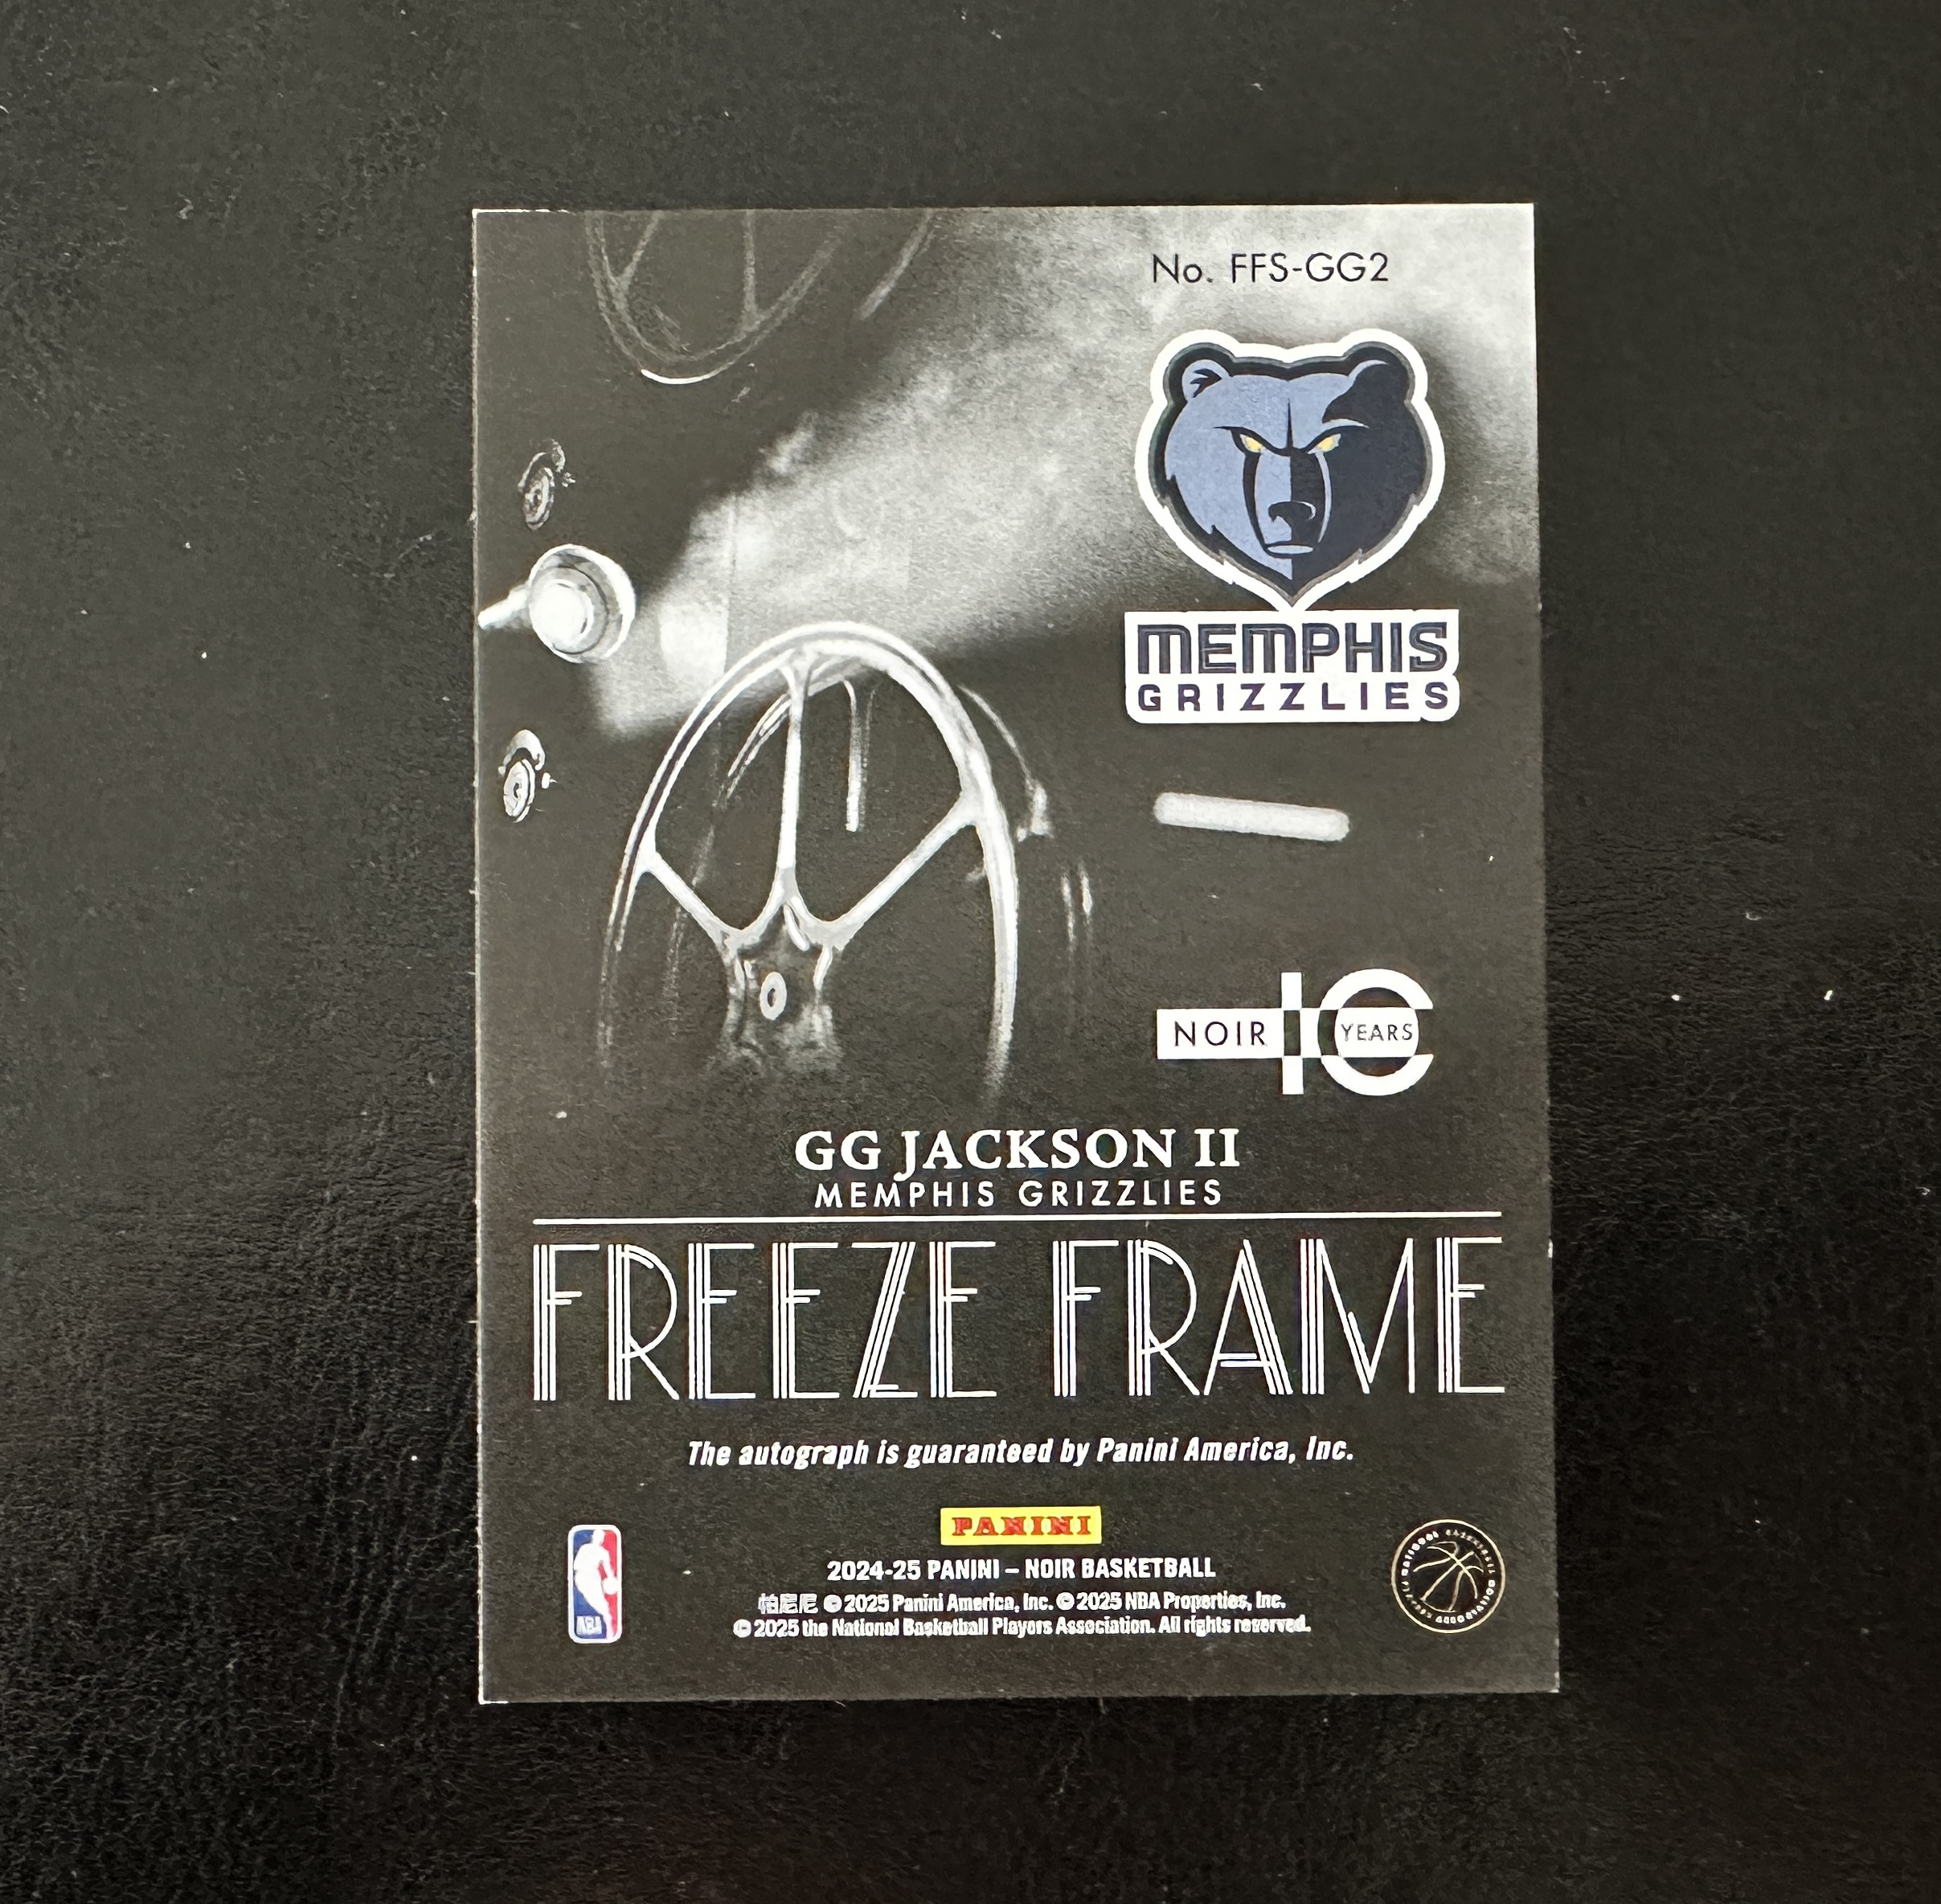 No. FFS-GG2
MEMPHIS
GRIZZLIES
NOIR 10 YEARS
GG JACKSON II
MEMPHIS GRIZZLIES
FREEZE FRAME
The autograph is guaranteed by Panini America, Inc.
PANINI
2024-25 PANINI – NOIR BASKETBALL
帕尼尼 © 2025 Panini America, Inc. © 2025 NBA Properties, Inc.
© 2025 the National Basketball Players Association. All rights reserved.
NBA